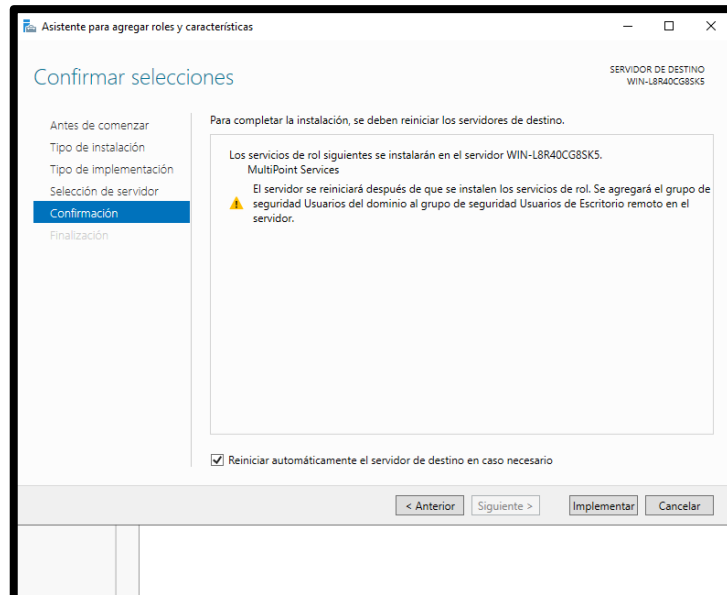 Asistente para agregar roles y características
Confirmar selecciones
SERVIDOR DE DESTINO
WIN-L8R40CG8SK5
Antes de comenzar
Tipo de instalación
Tipo de implementación
Selección de servidor
Confirmación
Finalización
Para completar la instalación, se deben reiniciar los servidores de destino.
Los servicios de rol siguientes se instalarán en el servidor WIN-L8R40CG8SK5.
MultiPoint Services
El servidor se reiniciará después de que se instalen los servicios de rol. Se agregará el grupo de
seguridad Usuarios del dominio al grupo de seguridad Usuarios de Escritorio remoto en el
servidor.
Reiniciar automáticamente el servidor de destino en caso necesario
< Anterior
Siguiente >
Implementar
Cancelar